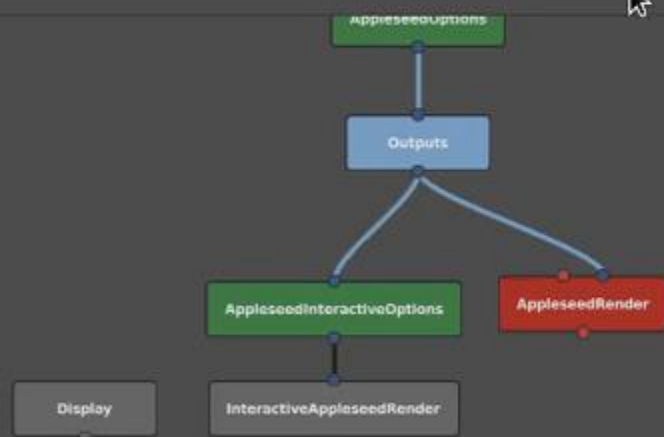 AppleseedOptions
Outputs
AppleseedInteractiveOptions
AppleseedRender
Display
InteractiveAppleseedRender